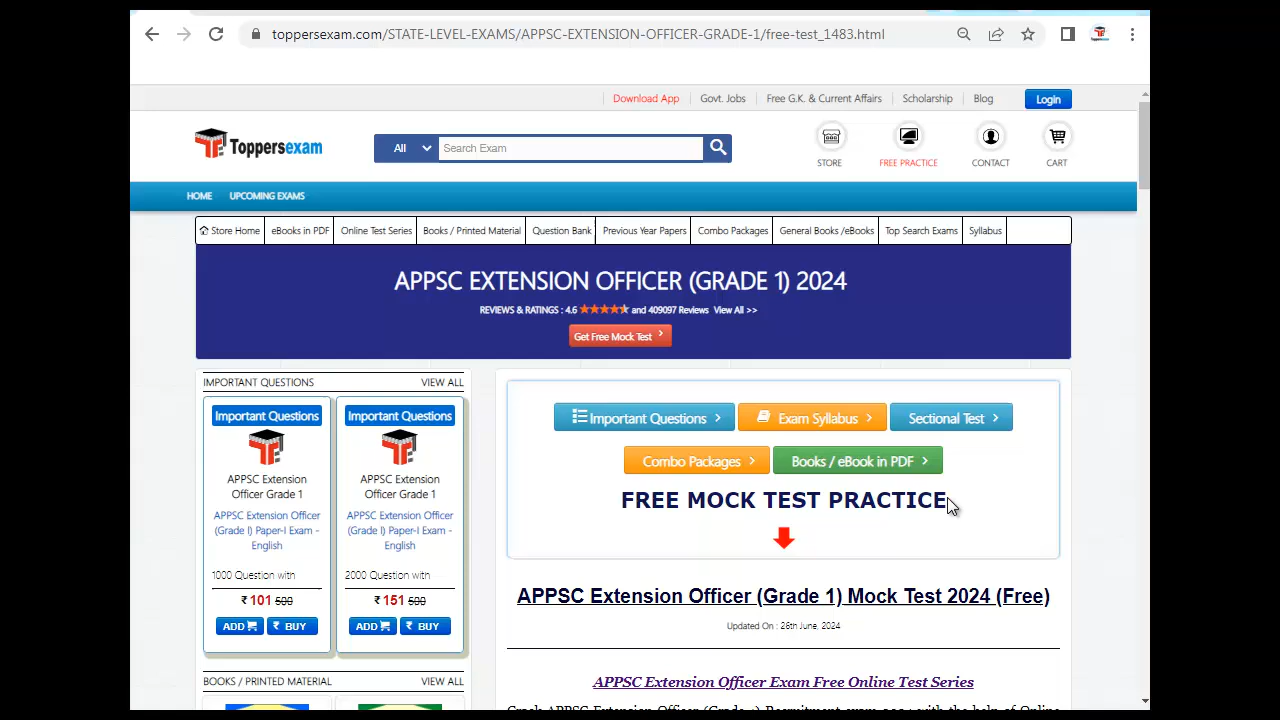 toppersexam.com/STATE-LEVEL-EXAMS/APPSC-EXTENSION-OFFICER-GRADE-1/free-test_1483.html
Download App Govt. Jobs Free G.K. & Current Affairs Scholarship Blog Login
Toppersexam All Search Exam
STORE FREE PRACTICE CONTACT CART
HOME UPCOMING EXAMS
Store Home eBooks in PDF Online Test Series Books / Printed Material Question Bank Previous Year Papers Combo Packages General Books /eBooks Top Search Exams Syllabus
APPSC EXTENSION OFFICER (GRADE 1) 2024
REVIEWS & RATINGS : 4.6 and 409097 Reviews View All >>
Get Free Mock Test
IMPORTANT QUESTIONS VIEW ALL
Important Questions
APPSC Extension
Officer Grade 1
APPSC Extension Officer
(Grade I) Paper-I Exam -
English
1000 Question with
₹ 101 500
ADD ₹ BUY
Important Questions
APPSC Extension
Officer Grade 1
APPSC Extension Officer
(Grade I) Paper-I Exam -
English
2000 Question with
₹ 151 500
ADD ₹ BUY
BOOKS / PRINTED MATERIAL VIEW ALL
Important Questions Exam Syllabus Sectional Test
Combo Packages Books / eBook in PDF
FREE MOCK TEST PRACTICE
APPSC Extension Officer (Grade 1) Mock Test 2024 (Free)
Updated On : 26th June, 2024
APPSC Extension Officer Exam Free Online Test Series